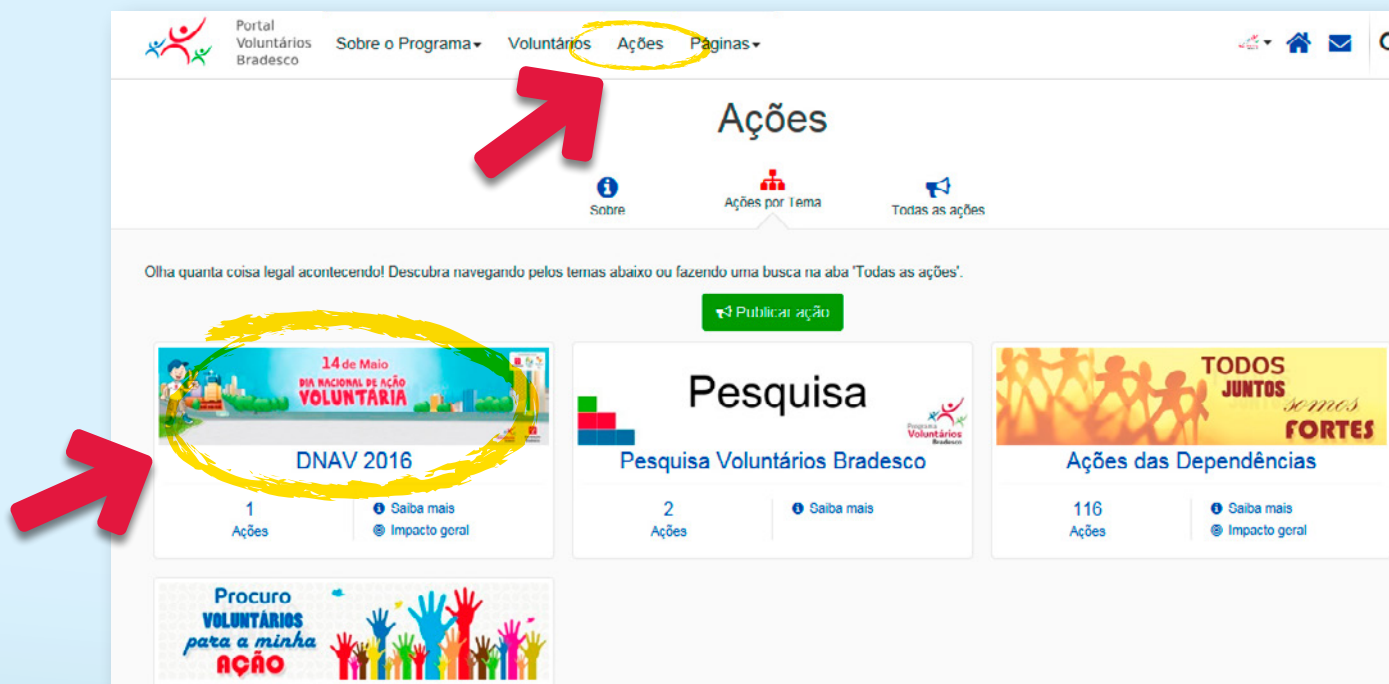 Portal
Voluntários
Bradesco
Sobre o Programa
Voluntários
Ações
Páginas
Ações
Sobre
Ações por Tema
Todas as ações
Olha quanta coisa legal acontecendo! Descubra navegando pelos temas abaixo ou fazendo uma busca na aba 'Todas as ações'.
Publicar ação
14 de Maio
DIA NACIONAL DE AÇÃO
VOLUNTÁRIA
DNAV 2016
1
Ações
Saiba mais
Impacto geral
Pesquisa
Programa
Voluntários
Bradesco
Pesquisa Voluntários Bradesco
2
Ações
Saiba mais
TODOS
JUNTOS
somos
FORTES
Ações das Dependências
116
Ações
Saiba mais
Impacto geral
Procuro
VOLUNTÁRIOS
para a minha
AÇÃO